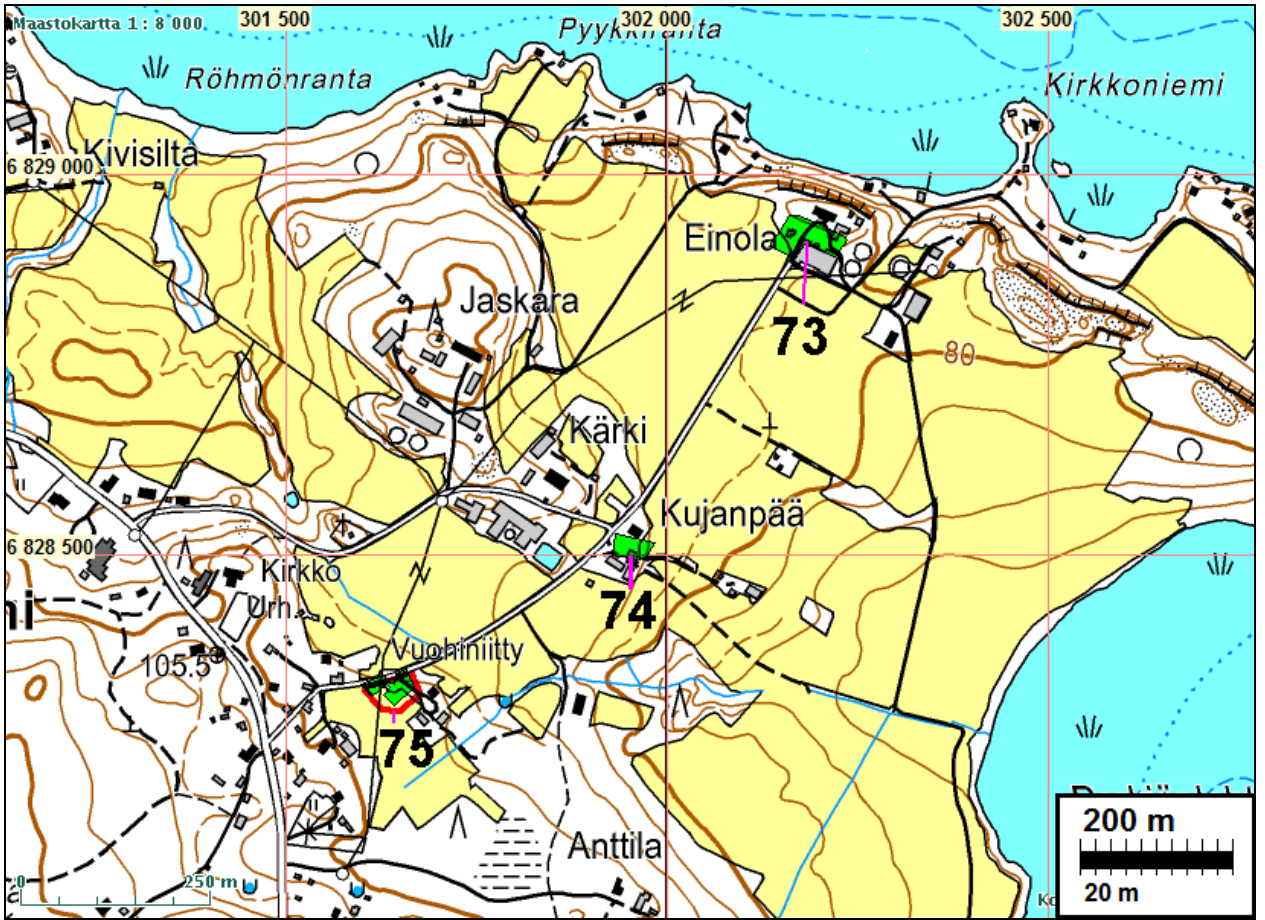 Maastokartta 1 : 8 000
301 500
302 000
302 500
Pyykkiranta
Röhmönranta
Kirkkoniemi
Kivisilta
6 829 000
Einola
Jaskara
73
80
Kärki
Kujanpää
6 828 500
Kirkko
Urh.
74
Vuohiniitty
105.5
75
Anttila
200 m
20 m
0
250 m